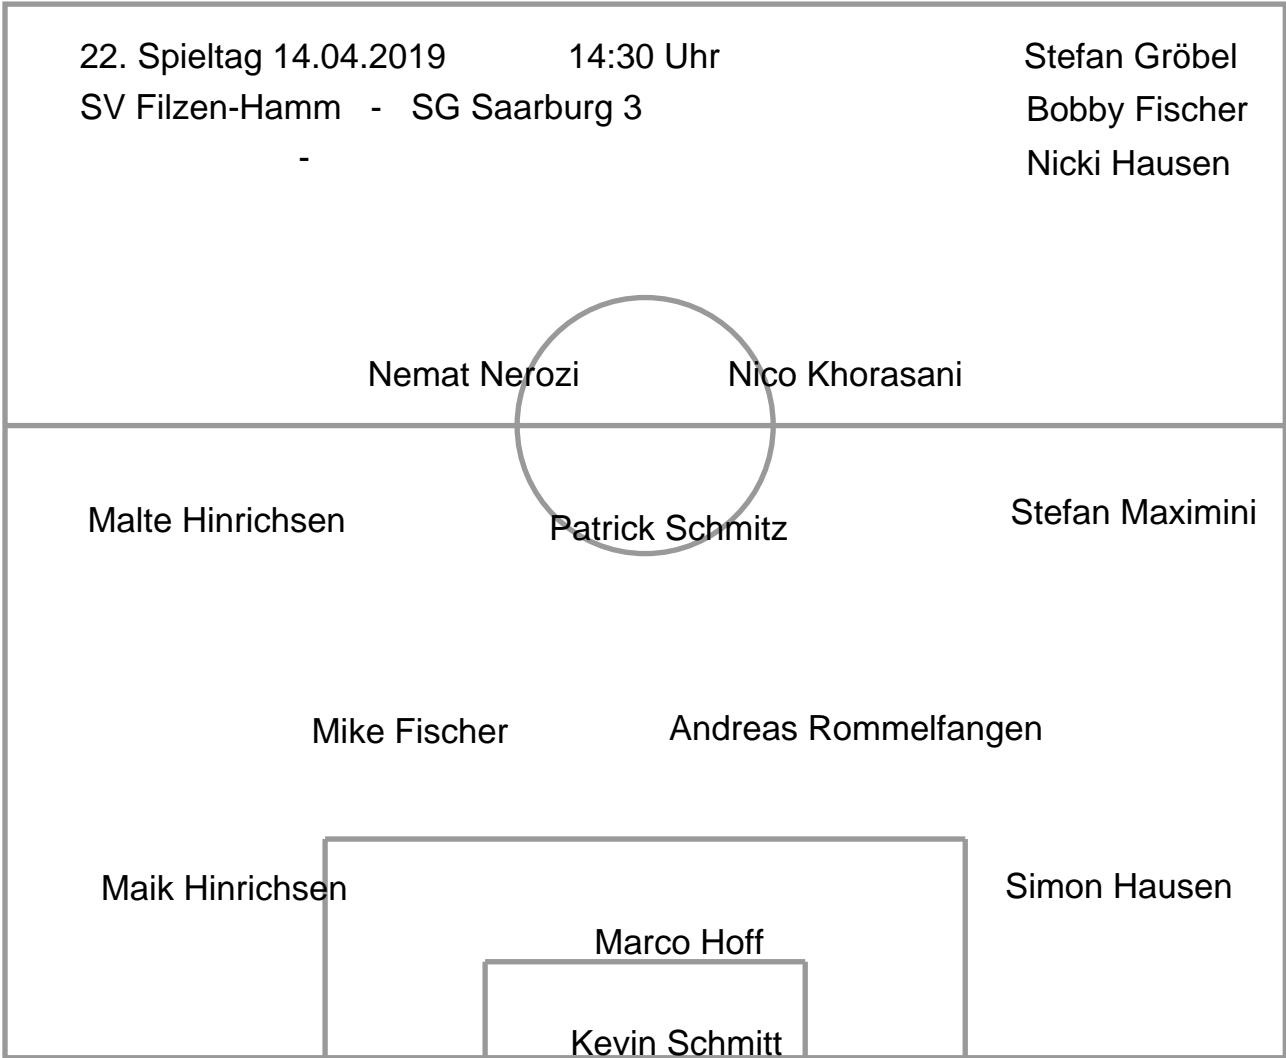 22. Spieltag 14.04.2019 14:30 Uhr Stefan Gröbel
SV Filzen-Hamm - SG Saarburg 3 Bobby Fischer
- Nicki Hausen
Nemat Nerozi Nico Khorasani
Malte Hinrichsen Patrick Schmitz Stefan Maximini
Mike Fischer Andreas Rommelfangen
Maik Hinrichsen Simon Hausen
Marco Hoff
Kevin Schmitt